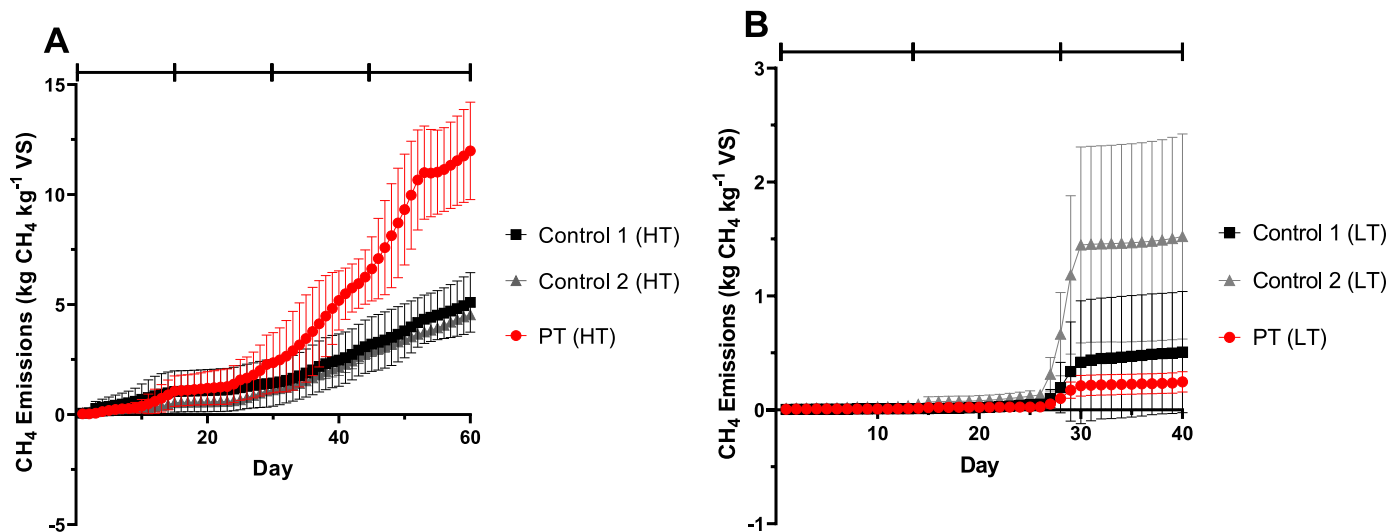 A
CH₄ Emissions (kg CH₄ kg⁻¹ VS)
15
10
5
0
-5
20
40
60
Day
Control 1 (HT)
Control 2 (HT)
PT (HT)
B
CH₄ Emissions (kg CH₄ kg⁻¹ VS)
3
2
1
0
-1
10
20
30
40
Day
Control 1 (LT)
Control 2 (LT)
PT (LT)